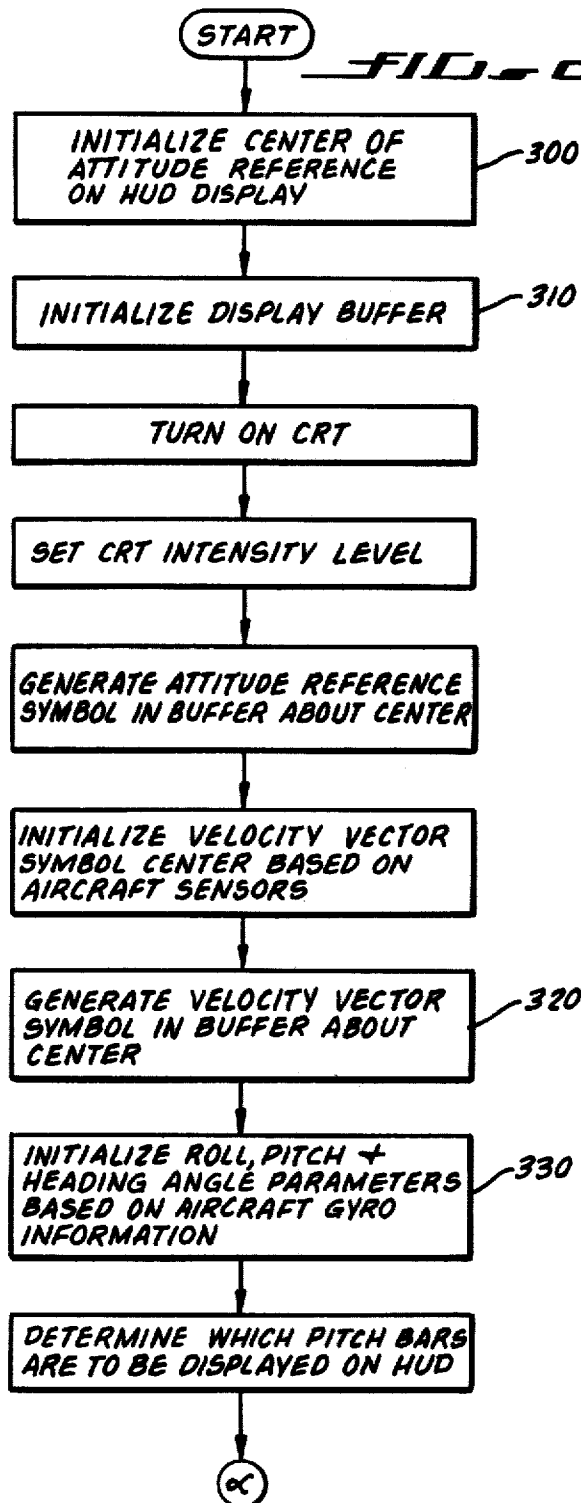 START
FIG.
INITIALIZE CENTER OF
ATTITUDE REFERENCE
ON HUD DISPLAY
300
INITIALIZE DISPLAY BUFFER
310
TURN ON CRT
SET CRT INTENSITY LEVEL
GENERATE ATTITUDE REFERENCE
SYMBOL IN BUFFER ABOUT CENTER
INITIALIZE VELOCITY VECTOR
SYMBOL CENTER BASED ON
AIRCRAFT SENSORS
GENERATE VELOCITY VECTOR
SYMBOL IN BUFFER ABOUT
CENTER
320
INITIALIZE ROLL, PITCH +
HEADING ANGLE PARAMETERS
BASED ON AIRCRAFT GYRO
INFORMATION
330
DETERMINE WHICH PITCH BARS
ARE TO BE DISPLAYED ON HUD
∝